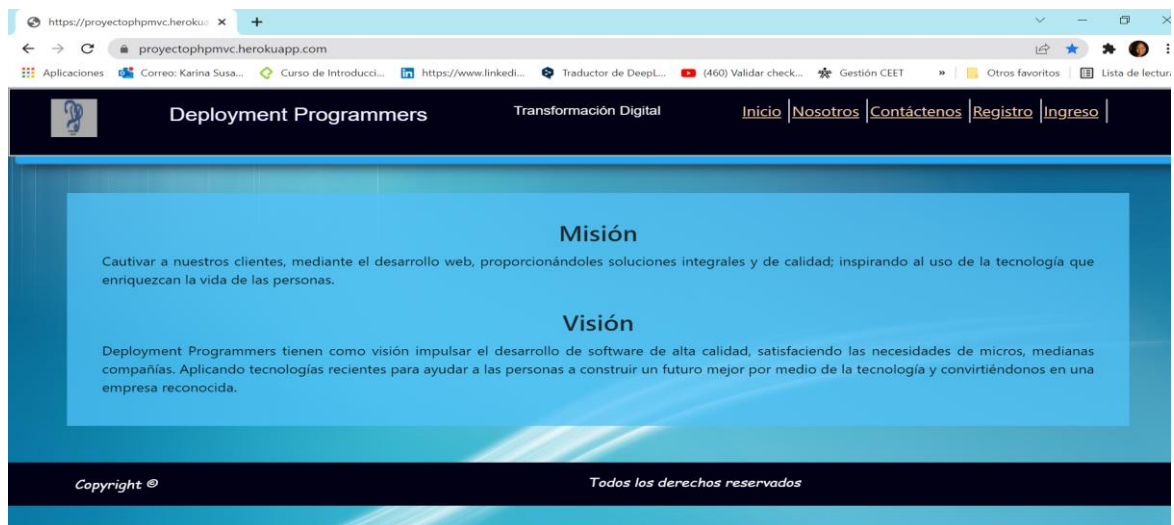 https://proyectophpmvc.heroku
proyectophpmvc.herokuapp.com
Aplicaciones Correo: Karina Susa... Curso de Introducci... https://www.linkedi... Traductor de DeepL... (460) Validar check... Gestión CEET » Otros favoritos Lista de lectura
Deployment Programmers Transformación Digital Inicio |Nosotros |Contáctenos |Registro |Ingreso |
Misión
Cautivar a nuestros clientes, mediante el desarrollo web, proporcionándoles soluciones integrales y de calidad; inspirando al uso de la tecnología que
enriquezcan la vida de las personas.
Visión
Deployment Programmers tienen como visión impulsar el desarrollo de software de alta calidad, satisfaciendo las necesidades de micros, medianas
compañías. Aplicando tecnologías recientes para ayudar a las personas a construir un futuro mejor por medio de la tecnología y convirtiéndonos en una
empresa reconocida.
Copyright © Todos los derechos reservados